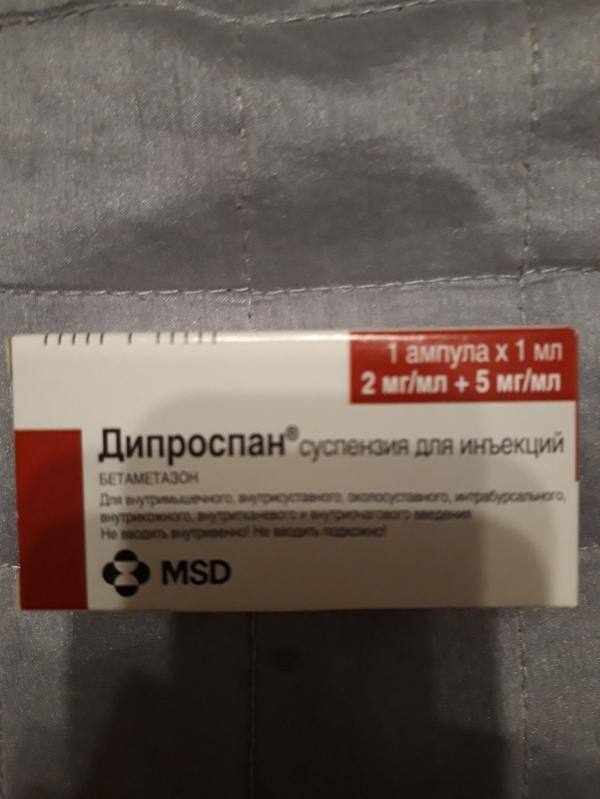 1 ампула х 1 мл
2 мг/мл + 5 мг/мл
Дипроспан® суспензия для инъекций
БЕТАМЕТАЗОН
Для внутримышечного, внутрисуставного, околосуставного, интрабурсального,
внутрикожного, внутритканевого и внутриочагового введения
Не вводить внутривенно! Не вводить подкожно!
MSD